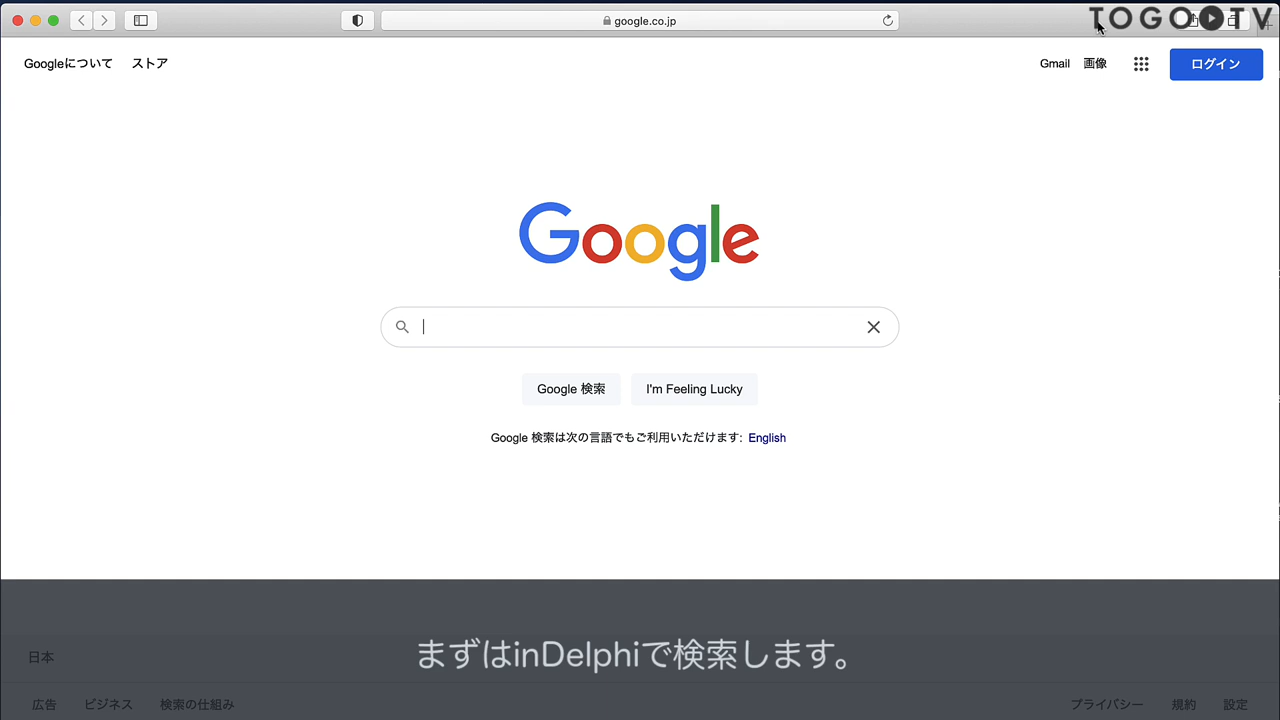 google.co.jp
TOGO TV
Googleについて ストア
Gmail 画像 ログイン
Google
Google 検索 I'm Feeling Lucky
Google 検索は次の言語でもご利用いただけます: English
まずはinDelphiで検索します。
日本
広告 ビジネス 検索の仕組み プライバシー 規約 設定